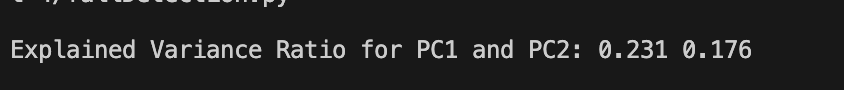 Explained Variance Ratio for PC1 and PC2: 0.231 0.176